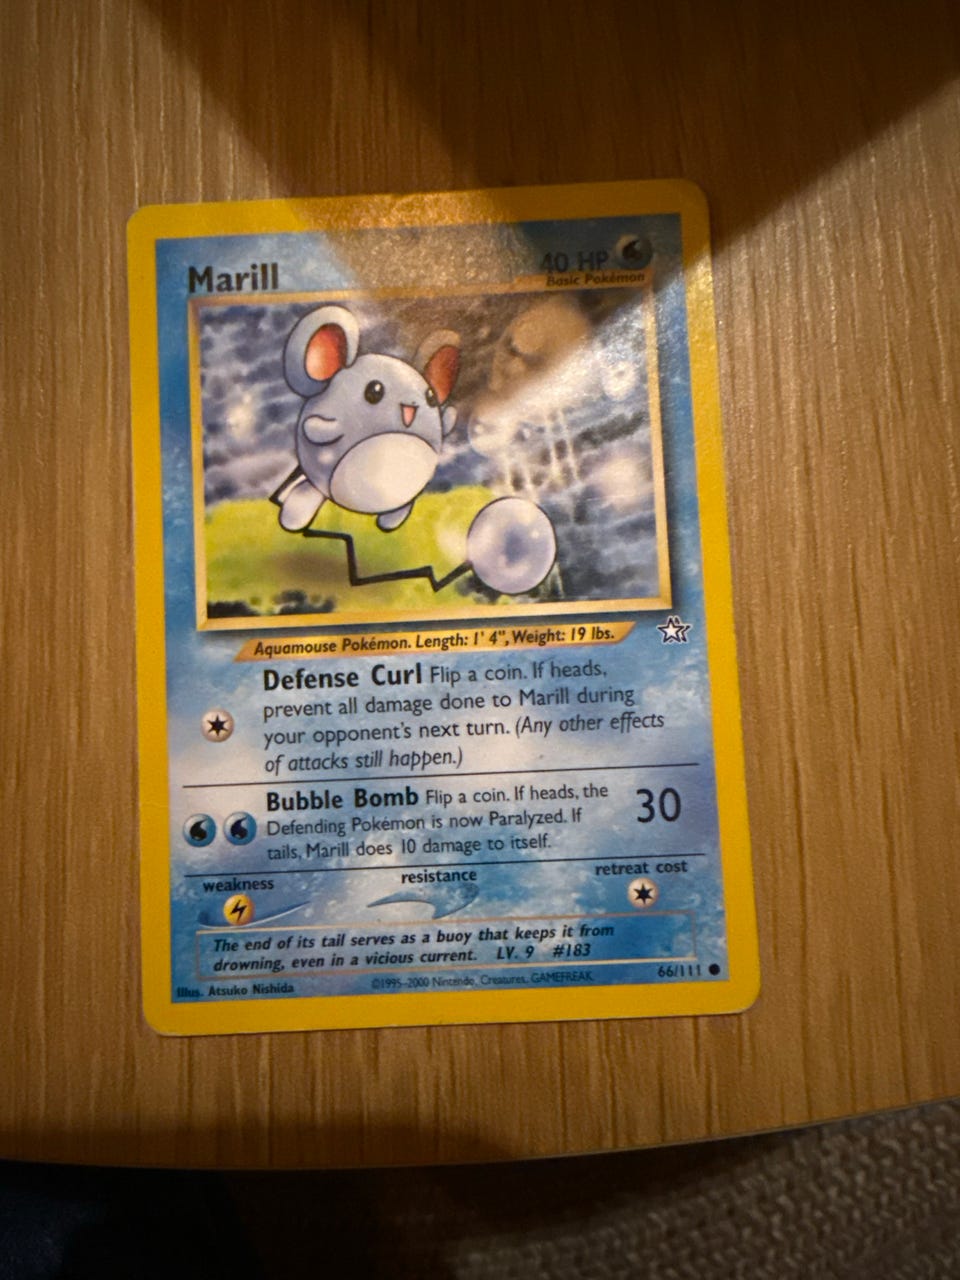 Marill
40 HP
Basic Pokémon
Aquamouse Pokémon. Length: 1' 4", Weight: 19 lbs.
Defense Curl Flip a coin. If heads,
prevent all damage done to Marill during
your opponent's next turn. (Any other effects
of attacks still happen.)
Bubble Bomb Flip a coin. If heads, the
Defending Pokémon is now Paralyzed. If
tails, Marill does 10 damage to itself.
30
weakness
resistance
retreat cost
The end of its tail serves as a buoy that keeps it from
drowning, even in a vicious current. LV. 9 #183
Illus. Atsuko Nishida
©1995–2000 Nintendo, Creatures, GAMEFREAK
66/111